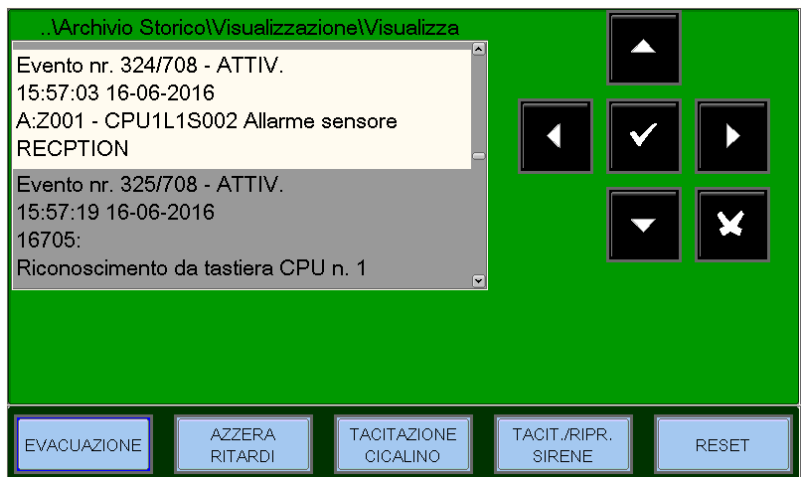 ..\Archivio Storico\Visualizzazione\Visualizza
Evento nr. 324/708 - ATTIV.
15:57:03 16-06-2016
A:Z001 - CPU1L1S002 Allarme sensore
RECPTION
Evento nr. 325/708 - ATTIV.
15:57:19 16-06-2016
16705:
Riconoscimento da tastiera CPU n. 1
EVACUAZIONE
AZZERA
RITARDI
TACITAZIONE
CICALINO
TACIT./RIPR.
SIRENE
RESET